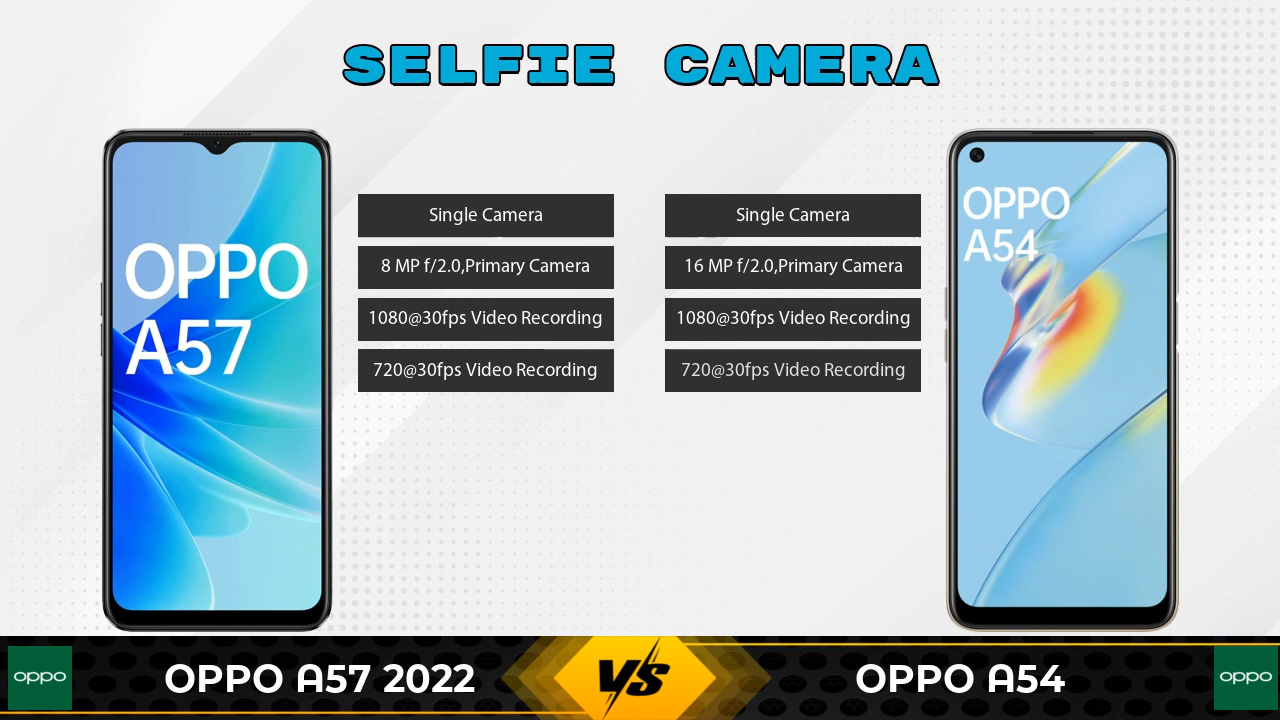 SELFIE CAMERA
OPPO
A57
Single Camera
8 MP f/2.0,Primary Camera
1080@30fps Video Recording
720@30fps Video Recording
Single Camera
16 MP f/2.0,Primary Camera
1080@30fps Video Recording
720@30fps Video Recording
OPPO
A54
oppo
OPPO A57 2022
VS
OPPO A54
oppo